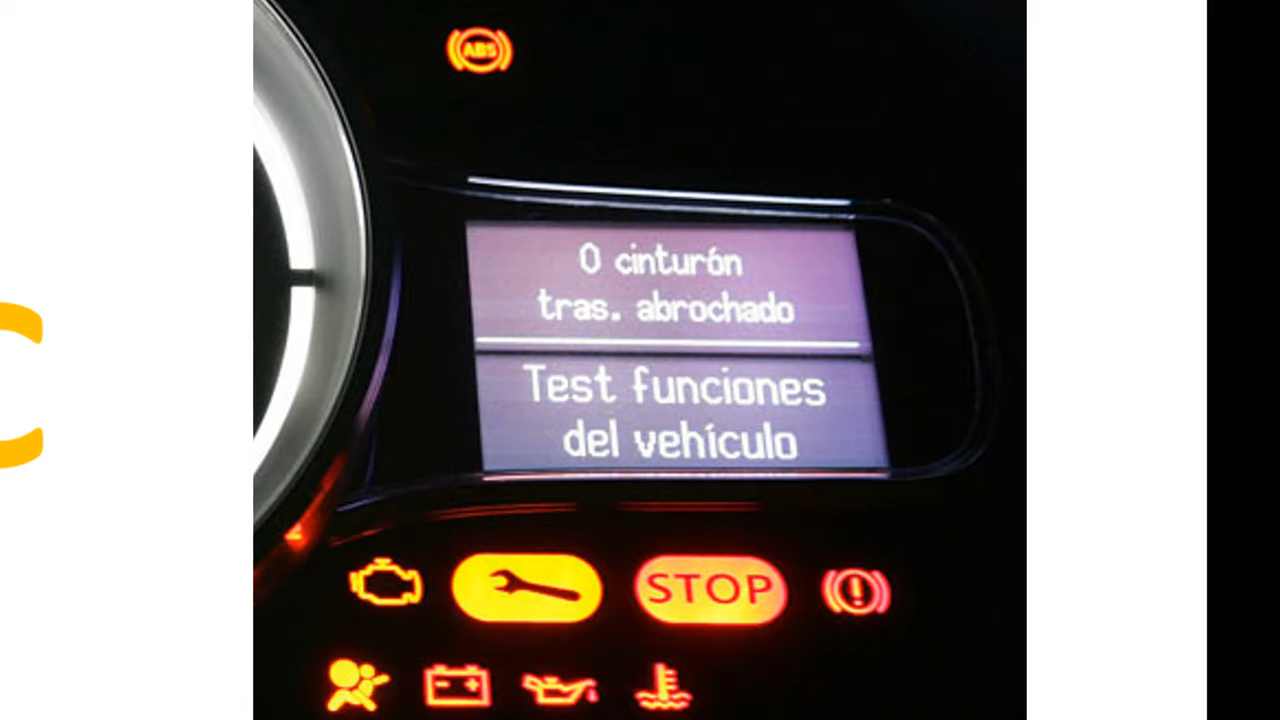 ABS
0 cinturón
tras. abrochado
Test funciones
del vehículo
STOP